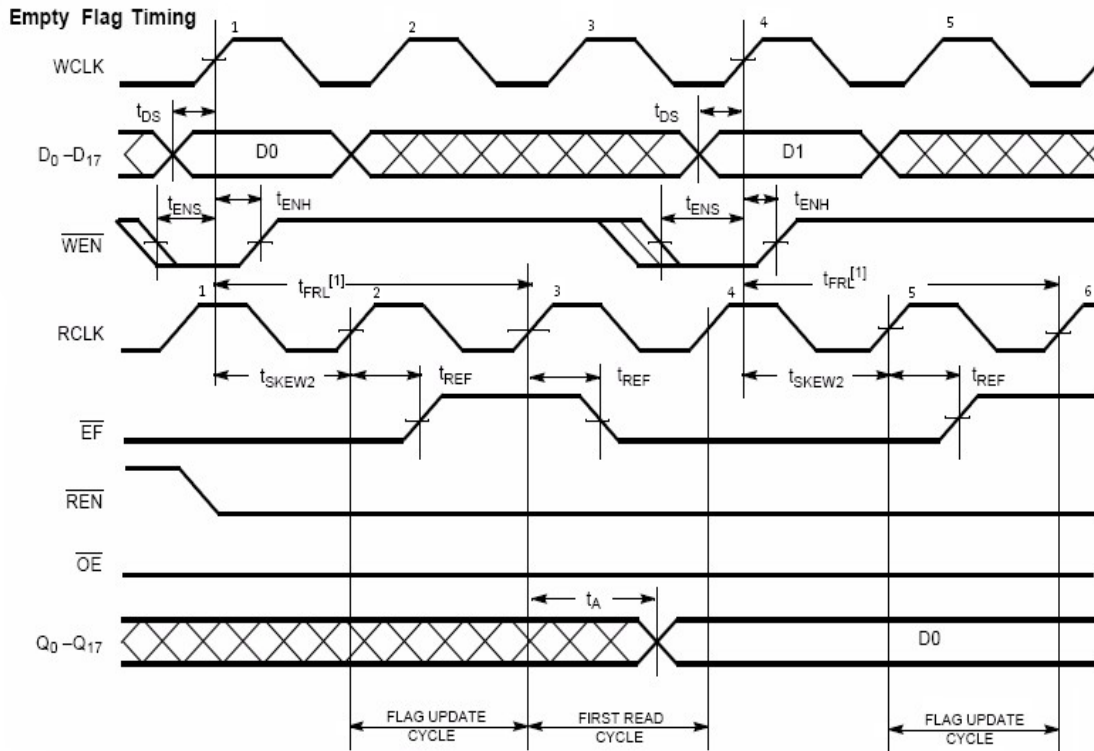 Empty Flag Timing
1 2 3 4 5
WCLK
tDS tDS
D0 –D17 D0 D1
tENS tENH tENS tENH
WEN
tFRL[1] tFRL[1]
1 2 3 4 5 6
RCLK
tSKEW2 tREF tREF tSKEW2 tREF
EF
REN
OE
tA
Q0 –Q17 D0
FLAG UPDATE CYCLE
FIRST READ CYCLE
FLAG UPDATE CYCLE